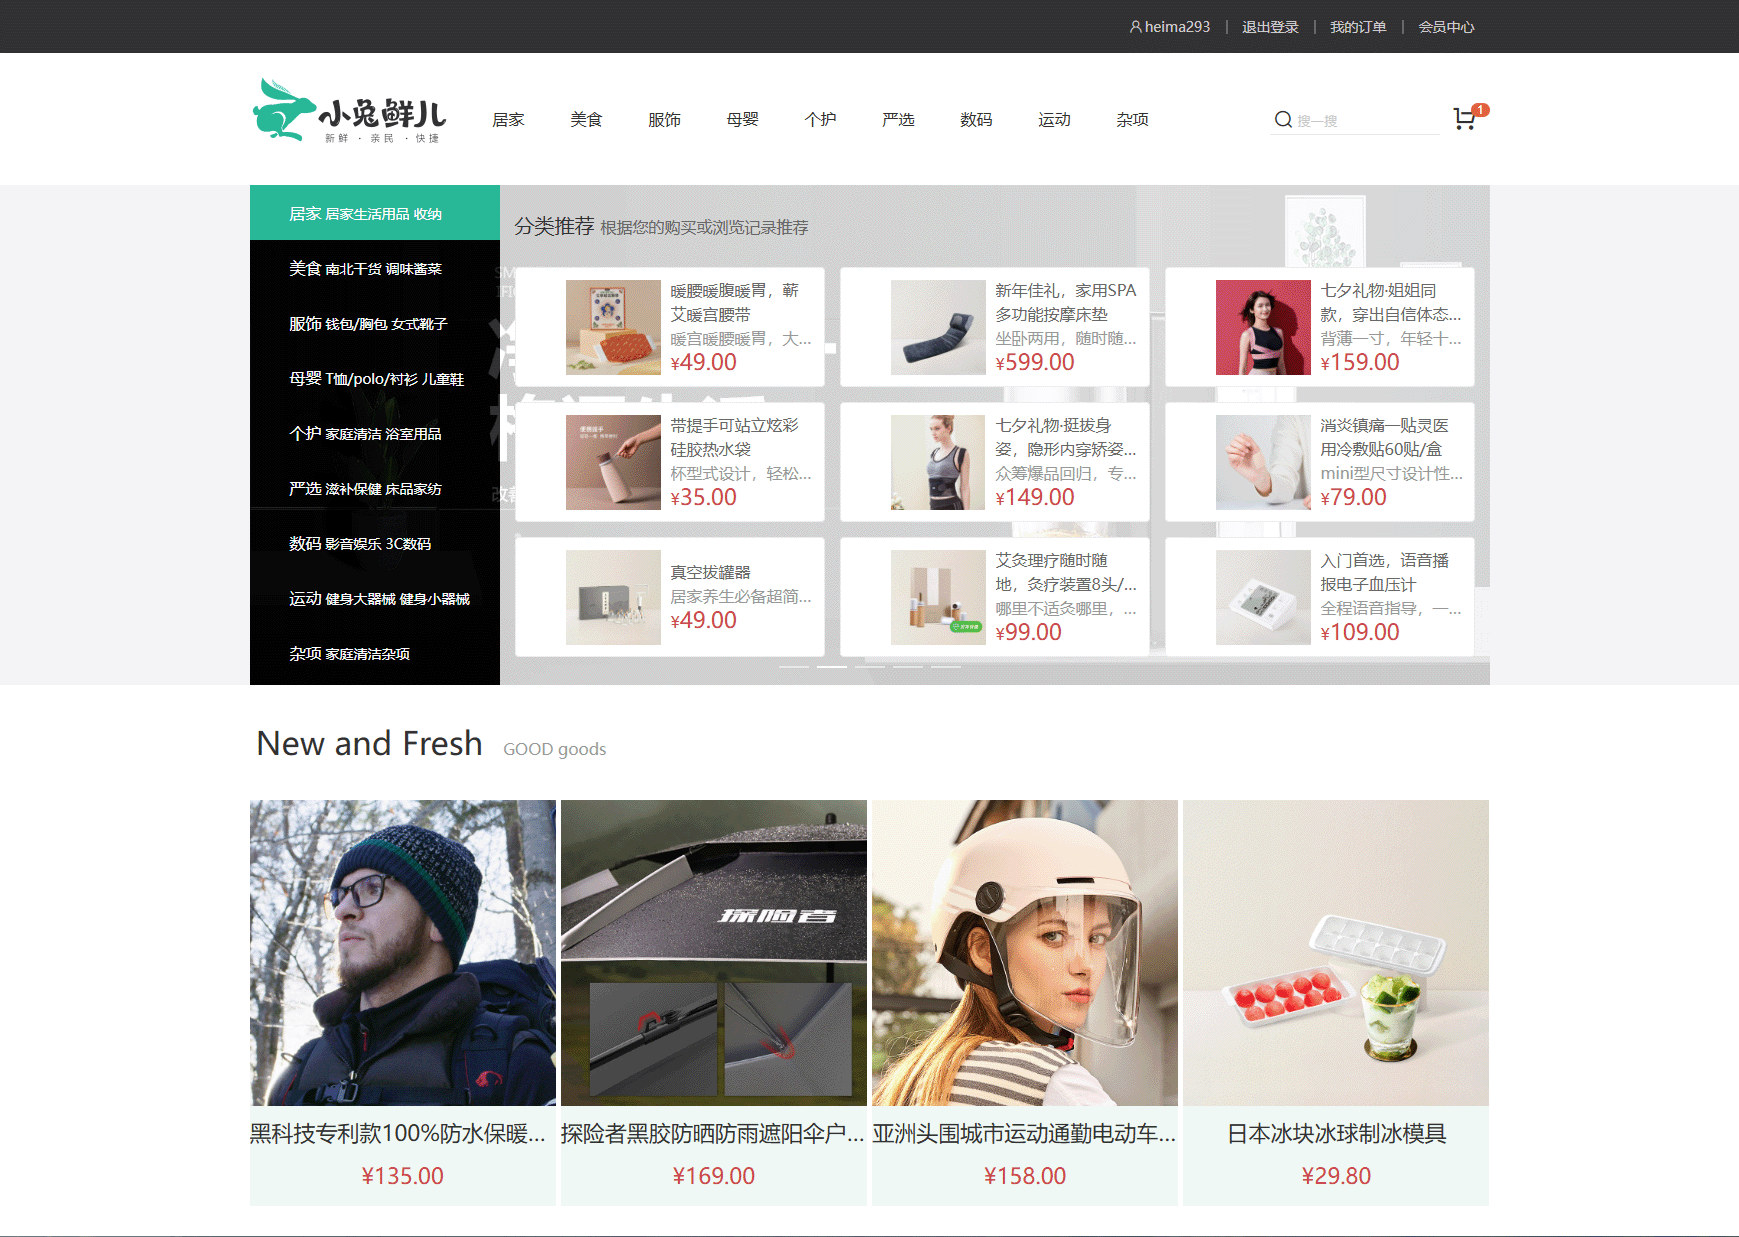 heima293 | 退出登录 | 我的订单 | 会员中心
小兔鲜儿
新鲜 · 亲民 · 快捷
居家 美食 服饰 母婴 个护 严选 数码 运动 杂项
搜一搜
1
居家 居家生活用品 收纳
美食 南北干货 调味酱菜
服饰 钱包/胸包 女式靴子
母婴 T恤/polo/衬衫 儿童鞋
个护 家庭清洁 浴室用品
严选 滋补保健 床品家纺
数码 影音娱乐 3C数码
运动 健身大器械 健身小器械
杂项 家庭清洁杂项
分类推荐 根据您的购买或浏览记录推荐
暖腰暖腹暖胃，蕲
艾暖宫腰带
暖宫暖腰暖胃，大...
¥49.00
新年佳礼，家用SPA
多功能按摩床垫
坐卧两用，随时随...
¥599.00
七夕礼物·姐姐同
款，穿出自信体态...
背薄一寸，年轻十...
¥159.00
带提手可站立炫彩
硅胶热水袋
杯型式设计，轻松...
¥35.00
七夕礼物·挺拔身
姿，隐形内穿矫姿...
众筹爆品回归，专...
¥149.00
消炎镇痛一贴灵医
用冷敷贴60贴/盒
mini型尺寸设计性...
¥79.00
真空拔罐器
居家养生必备超简...
¥49.00
艾灸理疗随时随
地，灸疗装置8头/...
哪里不适灸哪里，...
¥99.00
入门首选，语音播
报电子血压计
全程语音指导，一...
¥109.00
New and Fresh GOOD goods
探险者
黑科技专利款100%防水保暖...
¥135.00
探险者黑胶防晒防雨遮阳伞户...
¥169.00
亚洲头围城市运动通勤电动车...
¥158.00
日本冰块冰球制冰模具
¥29.80